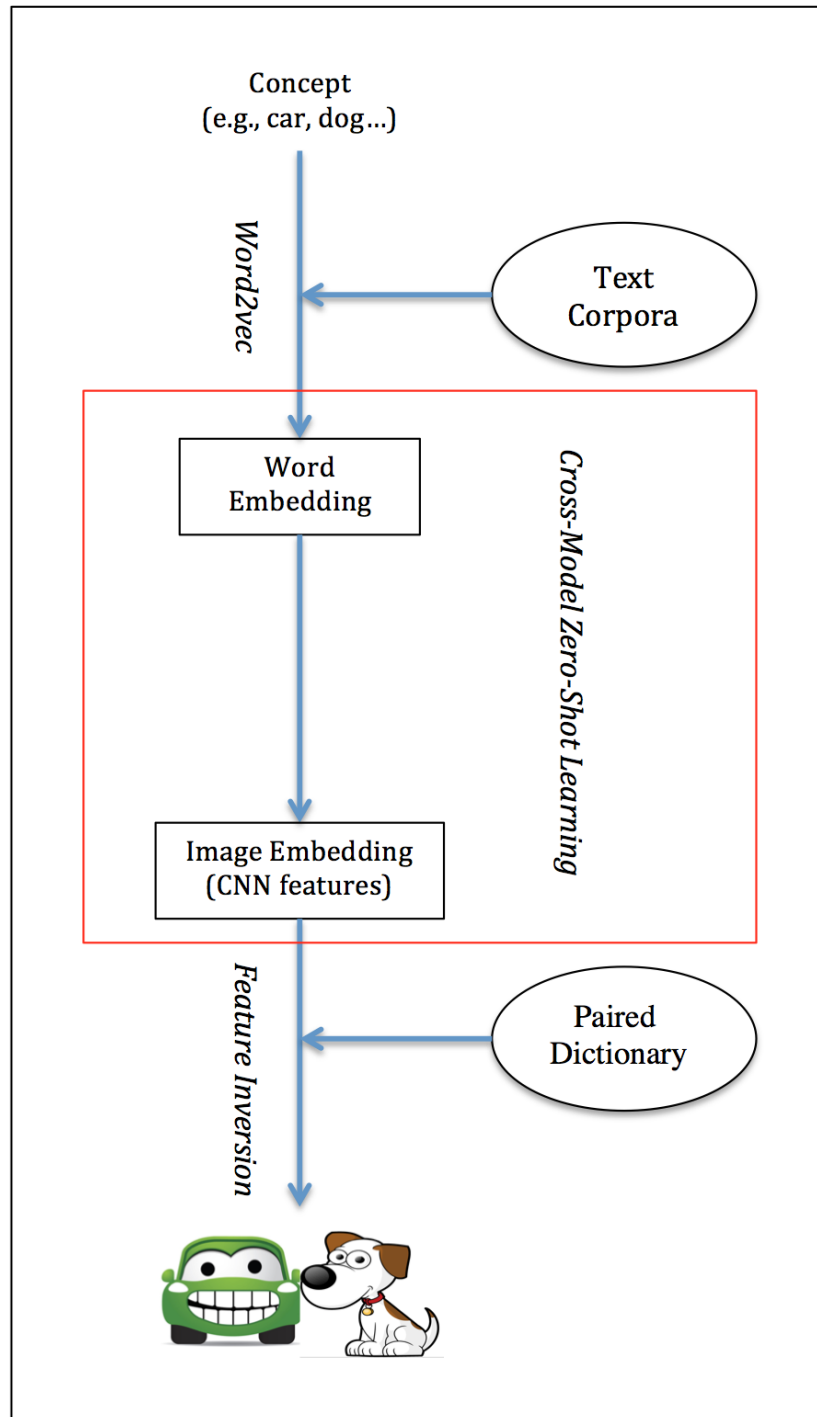 Concept
(e.g., car, dog...)
Word2vec
Text
Corpora
Word
Embedding
Cross-Model Zero-Shot Learning
Image Embedding
(CNN features)
Feature Inversion
Paired
Dictionary